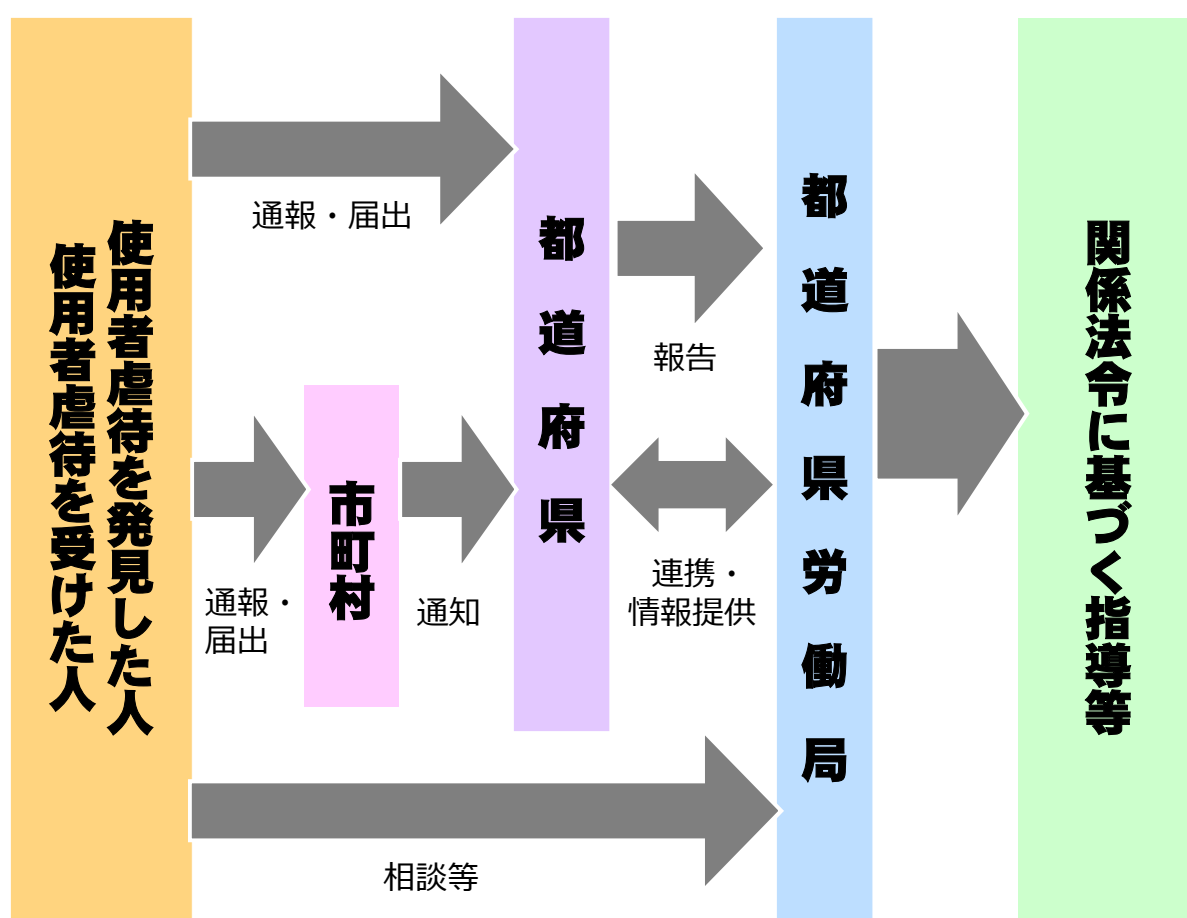 使用者虐待を発見した人
使用者虐待を受けた人
通報・届出
通報・
届出
市町村
通知
都道府県
報告
連携・
情報提供
相談等
都道府県労働局
関係法令に基づく指導等